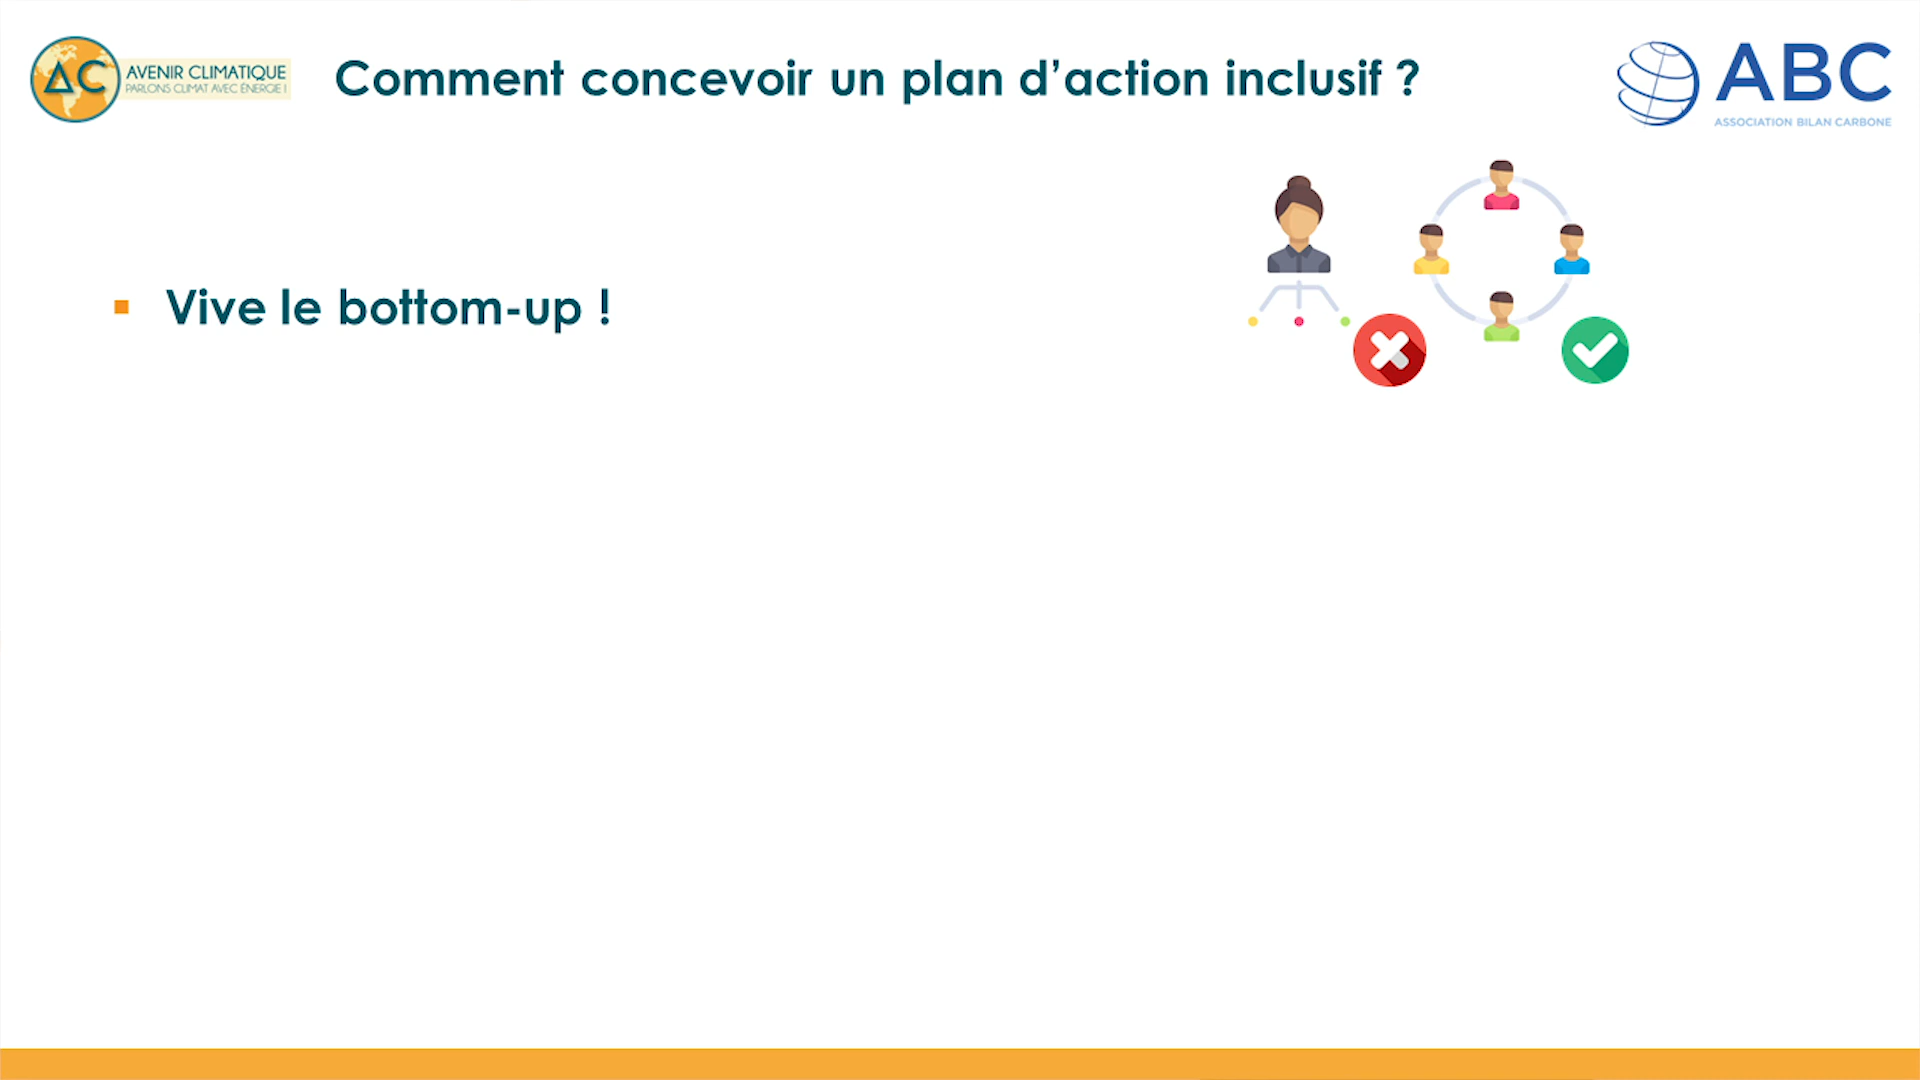 AC
AVENIR CLIMATIQUE
PARLONS CLIMAT AVEC ÉNERGIE !
Comment concevoir un plan d’action inclusif ?
ABC
ASSOCIATION BILAN CARBONE
Vive le bottom-up !